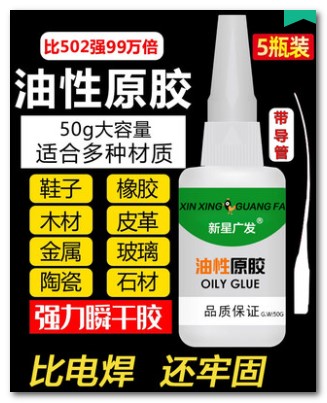 比502强99万倍
5瓶装
油性原胶
50g大容量
适合多种材质
带导管
鞋子 橡胶
木材 皮革
金属 玻璃
陶瓷 石材
强力瞬干胶
比电焊 还牢固
XIN XING GUANG FA
新星广发®
油性原胶
OILY GLUE
品质保证 G.W:50G